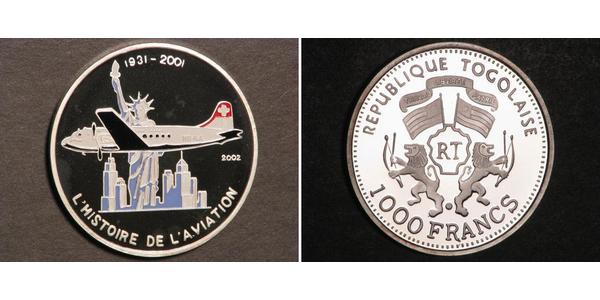 1931-2001
2002
L'HISTOIRE DE L'AVIATION
REPUBLIQUE TOGOLAISE
RT
1000 FRANCS